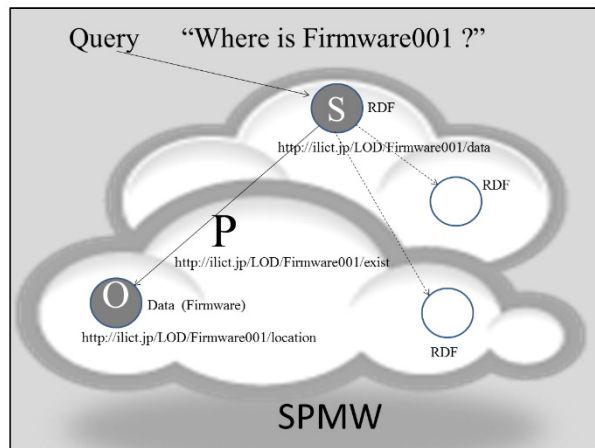 Query “Where is Firmware001 ?”
S
RDF
http://ilict.jp/LOD/Firmware001/data
RDF
P
http://ilict.jp/LOD/Firmware001/exist
O
Data (Firmware)
http://ilict.jp/LOD/Firmware001/location
RDF
SPMW